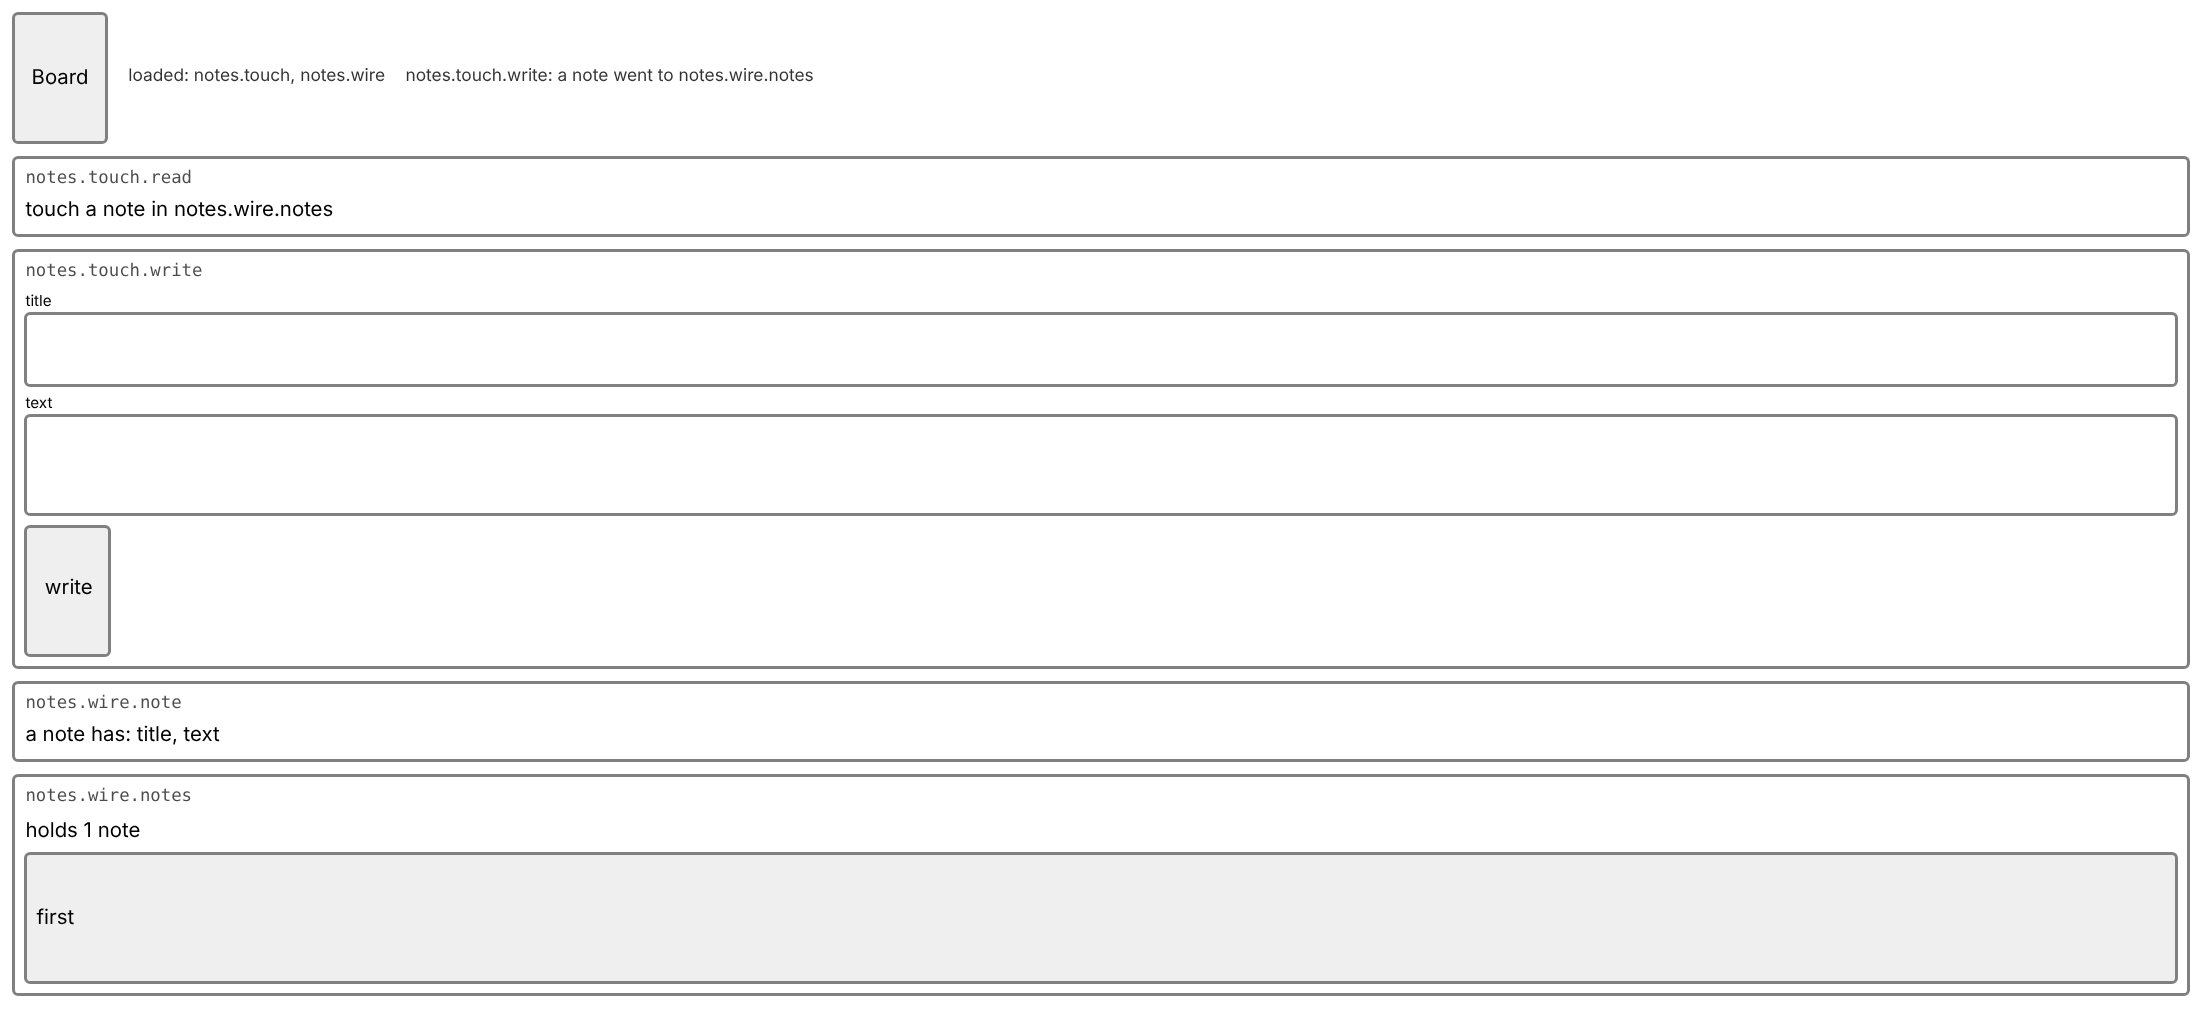 Board
loaded: notes.touch, notes.wire notes.touch.write: a note went to notes.wire.notes
notes.touch.read
touch a note in notes.wire.notes
notes.touch.write
title
text
write
notes.wire.note
a note has: title, text
notes.wire.notes
holds 1 note
first